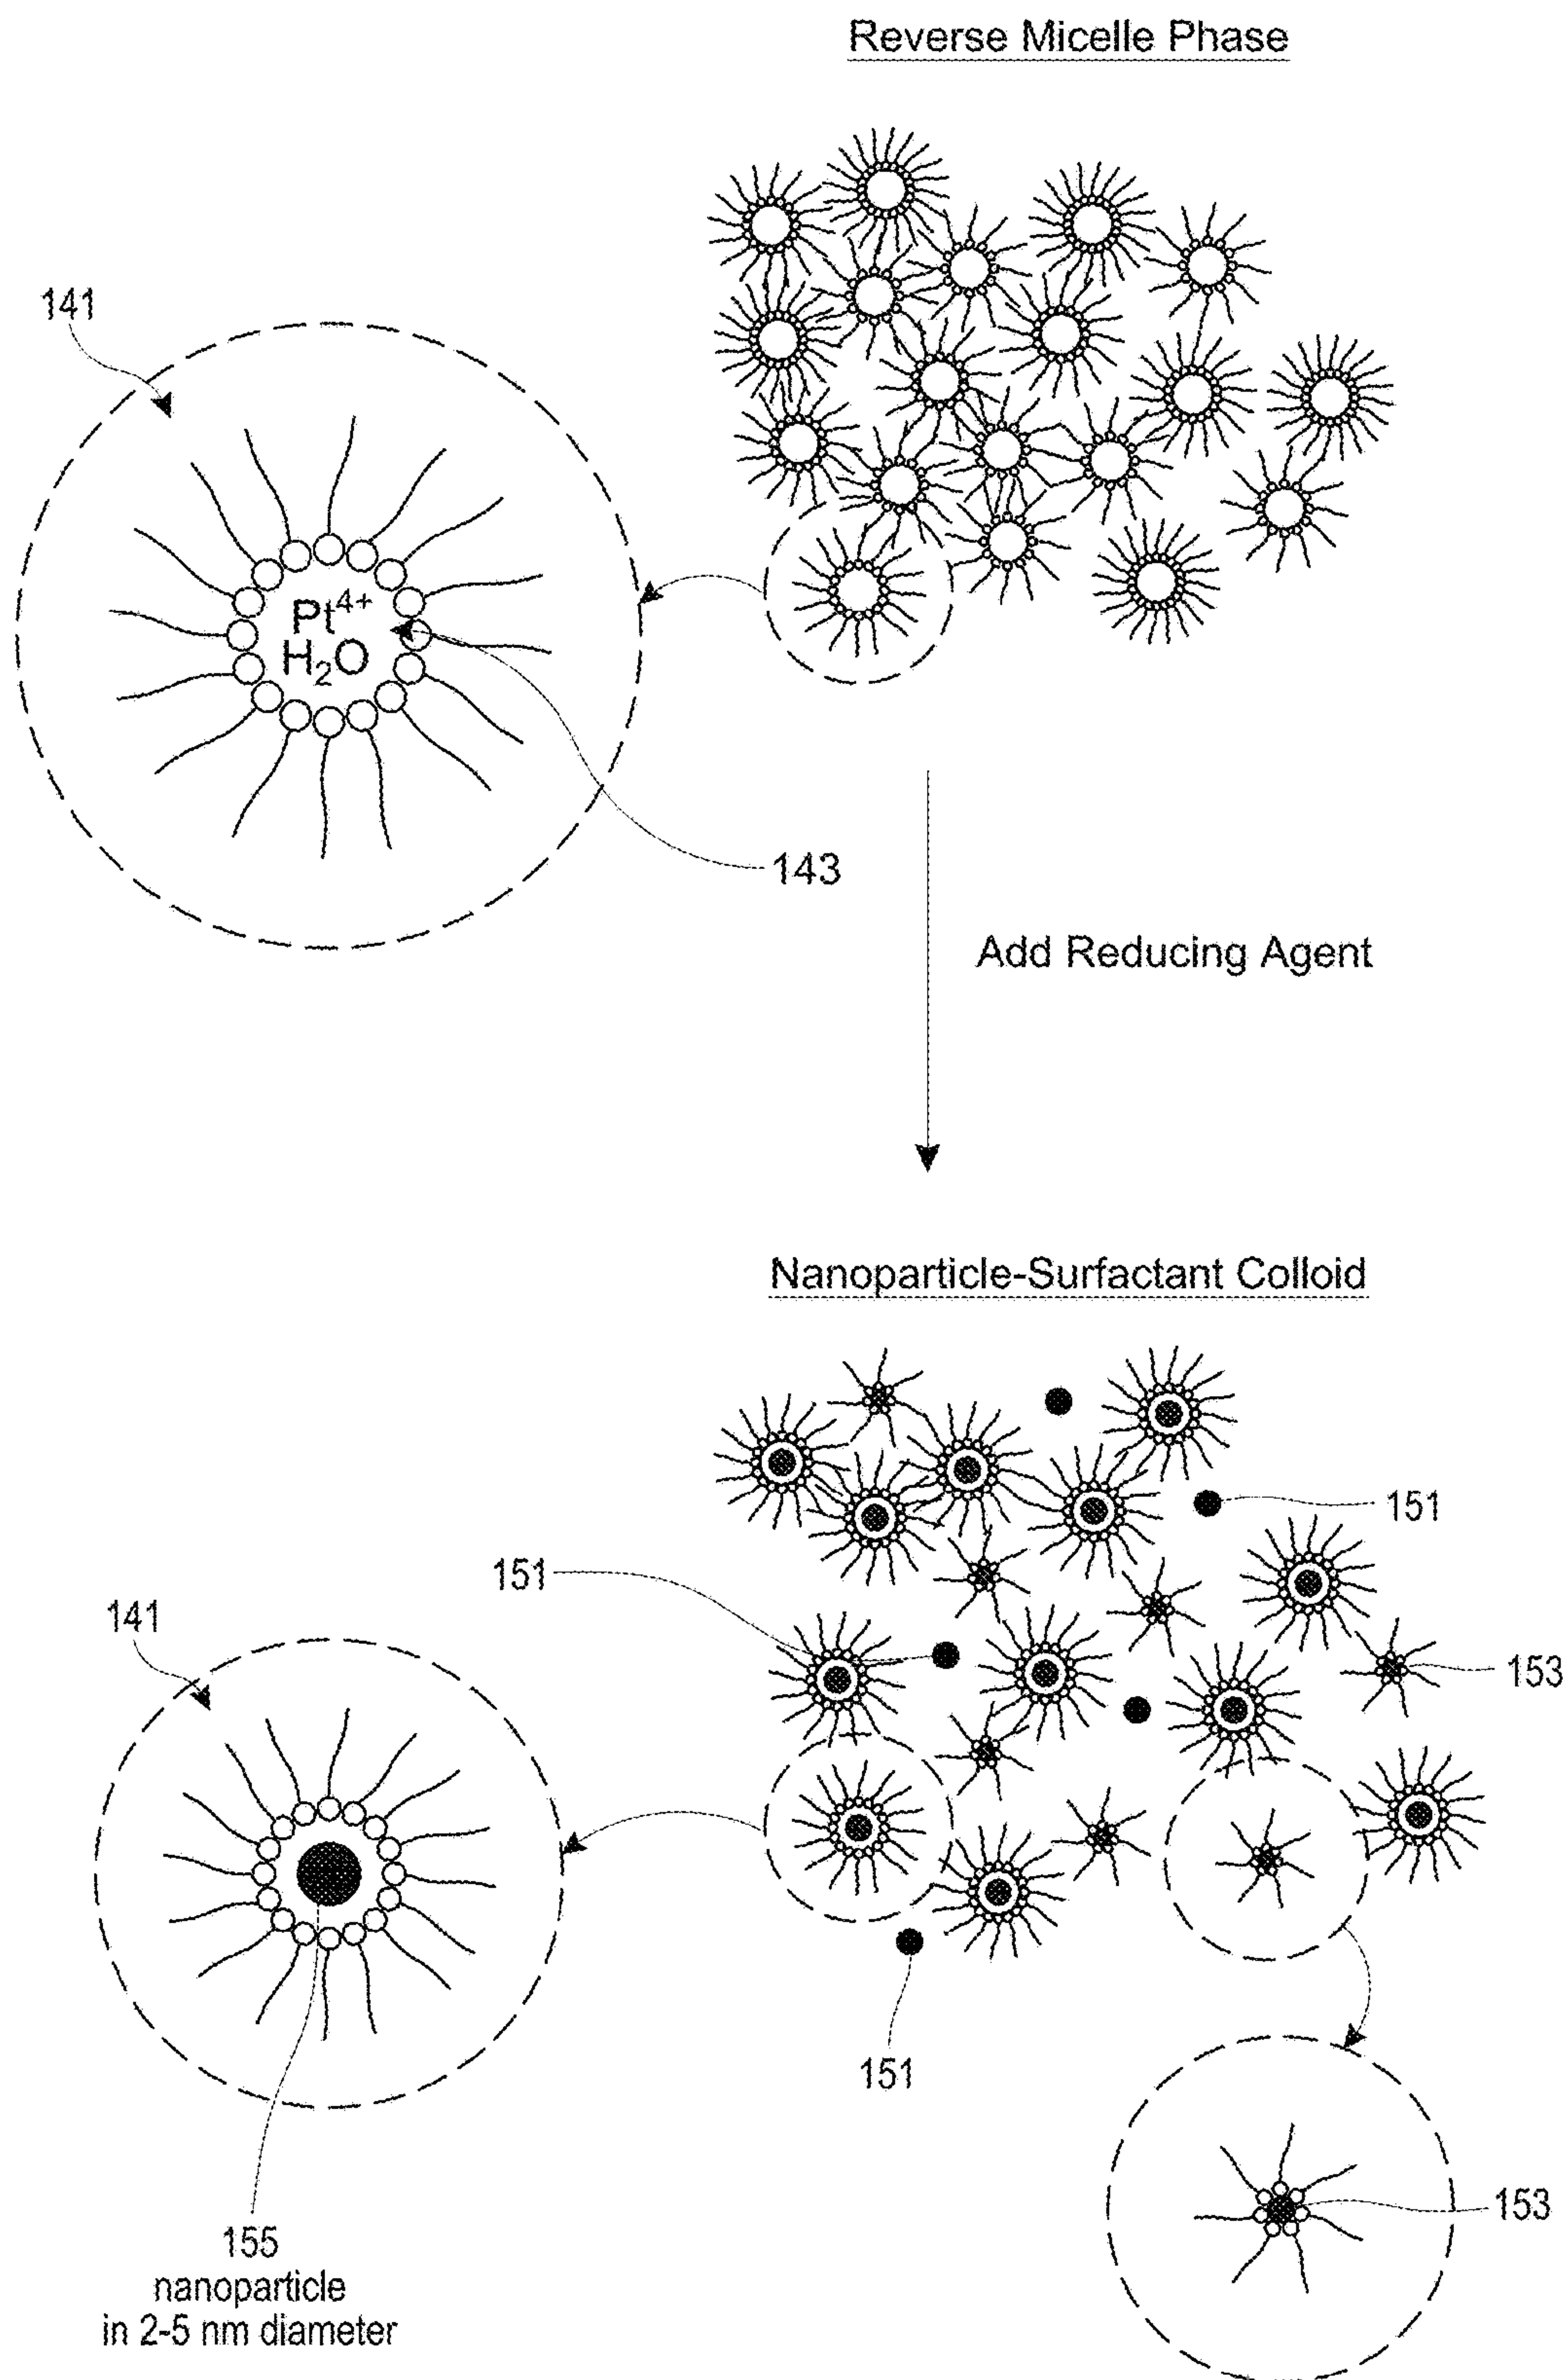 Reverse Micelle Phase
141
Pt⁴⁺
H₂O
143
Add Reducing Agent
Nanoparticle-Surfactant Colloid
151
151
141
153
151
153
155
nanoparticle
in 2-5 nm diameter